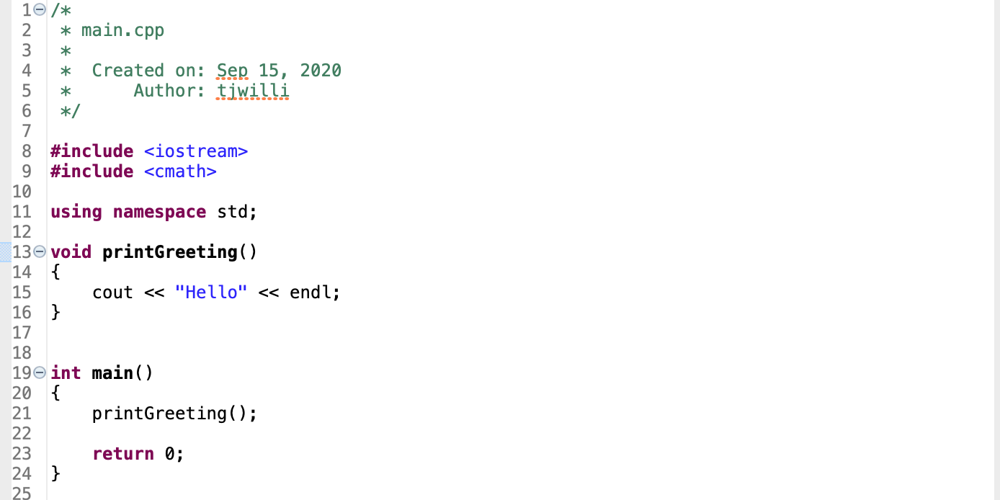 1 /*
2  * main.cpp
3  *
4  *  Created on: Sep 15, 2020
5  *      Author: tjwilli
6  */
7
8 #include <iostream>
9 #include <cmath>
10
11 using namespace std;
12
13 void printGreeting()
14 {
15     cout << "Hello" << endl;
16 }
17
18
19 int main()
20 {
21     printGreeting();
22
23     return 0;
24 }
25